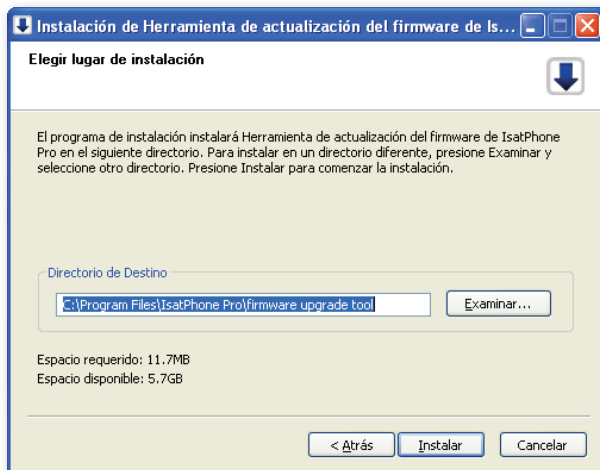 Instalación de Herramienta de actualización del firmware de Is...
Elegir lugar de instalación
El programa de instalación instalará Herramienta de actualización del firmware de IsatPhone
Pro en el siguiente directorio. Para instalar en un directorio diferente, presione Examinar y
seleccione otro directorio. Presione Instalar para comenzar la instalación.
Directorio de Destino
C:\Program Files\IsatPhone Pro\firmware upgrade tool
Examinar...
Espacio requerido: 11.7MB
Espacio disponible: 5.7GB
< Atrás
Instalar
Cancelar